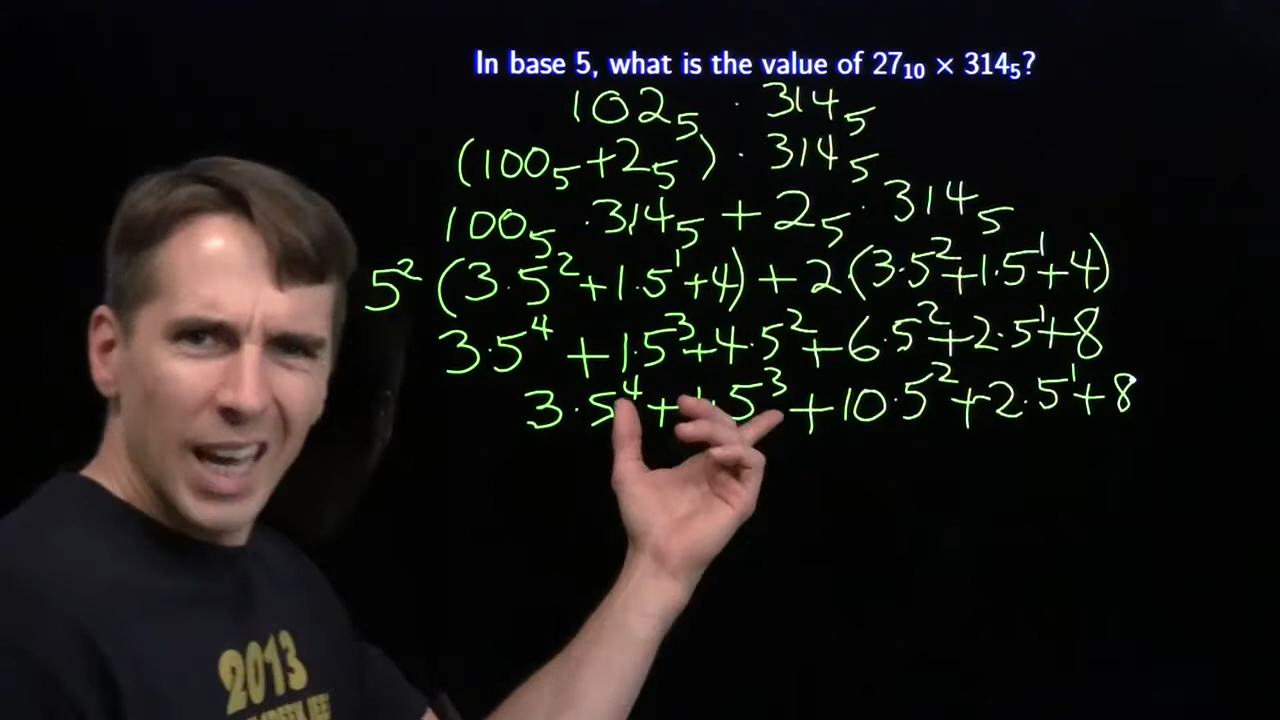 In base 5, what is the value of 27₁₀ × 314₅?
102₅ · 314₅
(100₅+2₅) · 314₅
100₅ · 314₅ + 2₅ · 314₅
5² (3·5²+1·5¹+4) + 2(3·5²+1·5¹+4)
3·5⁴ + 1·5³+4·5²+6·5²+2·5¹+8
3·5⁴ + 1·5³ + 10·5²+2·5¹+8
2013